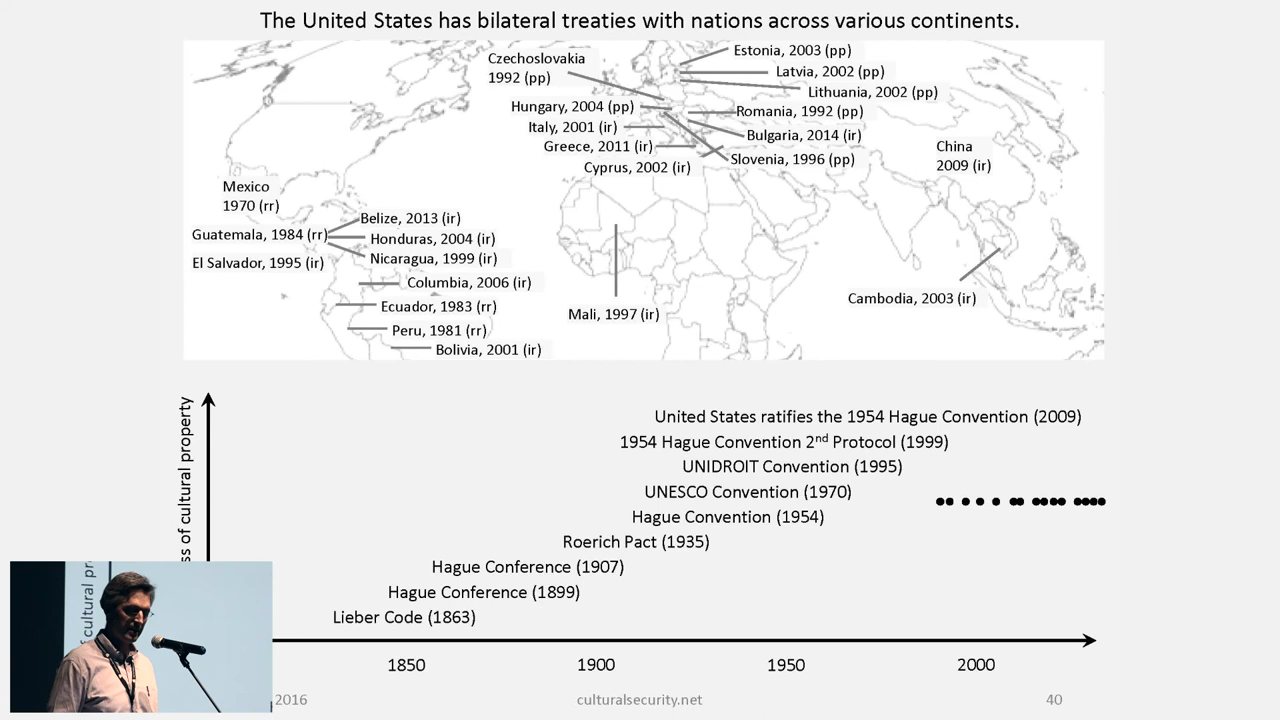 The United States has bilateral treaties with nations across various continents.
Czechoslovakia
1992 (pp)
Estonia, 2003 (pp)
Latvia, 2002 (pp)
Lithuania, 2002 (pp)
Hungary, 2004 (pp)
Romania, 1992 (pp)
Italy, 2001 (ir)
Bulgaria, 2014 (ir)
Greece, 2011 (ir)
Slovenia, 1996 (pp)
Cyprus, 2002 (ir)
China
2009 (ir)
Mexico
1970 (rr)
Belize, 2013 (ir)
Guatemala, 1984 (rr)
Honduras, 2004 (ir)
Nicaragua, 1999 (ir)
El Salvador, 1995 (ir)
Columbia, 2006 (ir)
Ecuador, 1983 (rr)
Peru, 1981 (rr)
Bolivia, 2001 (ir)
Mali, 1997 (ir)
Cambodia, 2003 (ir)
ss of cultural property
United States ratifies the 1954 Hague Convention (2009)
1954 Hague Convention 2nd Protocol (1999)
UNIDROIT Convention (1995)
UNESCO Convention (1970)
Hague Convention (1954)
Roerich Pact (1935)
Hague Conference (1907)
Hague Conference (1899)
Lieber Code (1863)
cultural pr
1850 1900 1950 2000
2016 culturalsecurity.net 40